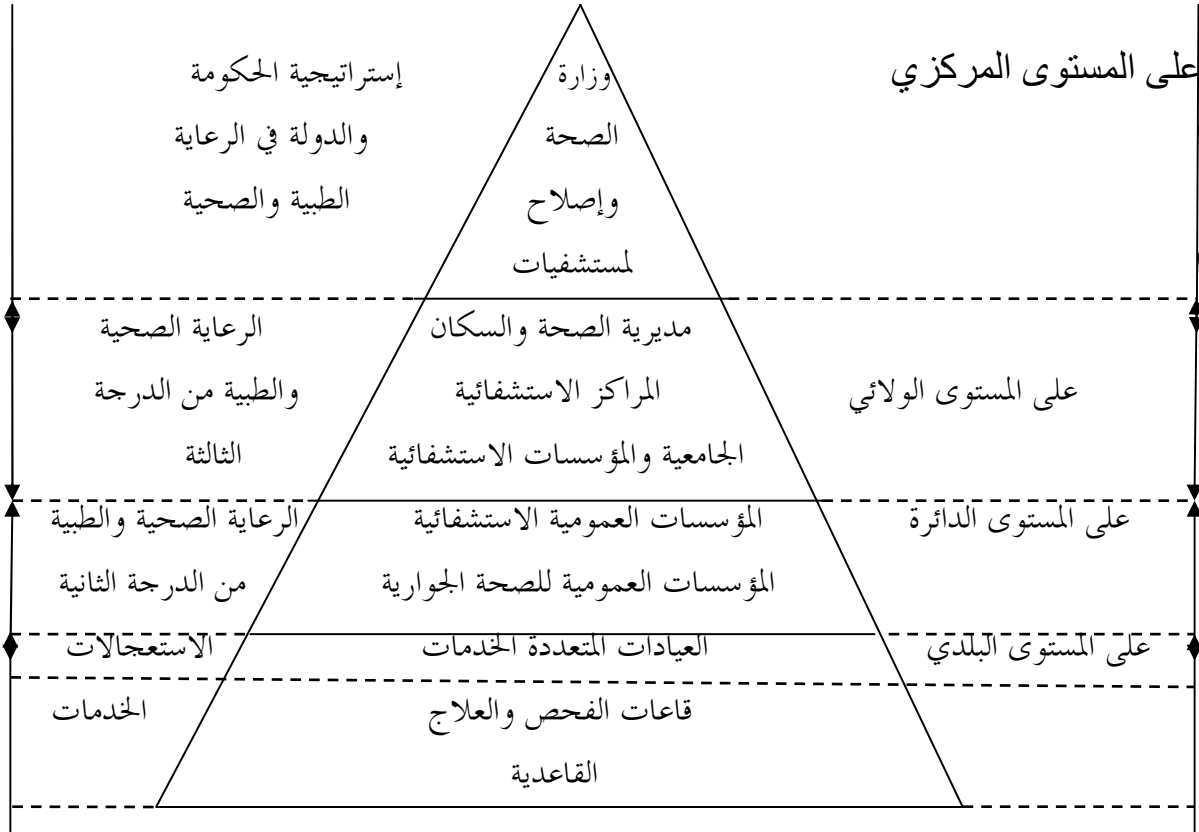 على المستوى المركزي
وزارة
الصحة
وإصلاح
لمستشفيات
إستراتيجية الحكومة
والدولة في الرعاية
الطبية والصحية
على المستوى الولائي
مديرية الصحة والسكان
المراكز الاستشفائية
الجامعية والمؤسسات الاستشفائية
الرعاية الصحية
والطبية من الدرجة
الثالثة
على المستوى الدائرة
المؤسسات العمومية الاستشفائية
المؤسسات العمومية للصحة الجوارية
الرعاية الصحية والطبية
من الدرجة الثانية
على المستوى البلدي
العيادات المتعددة الخدمات
الاستعجالات
قاعات الفحص والعلاج
القاعدية
الخدمات